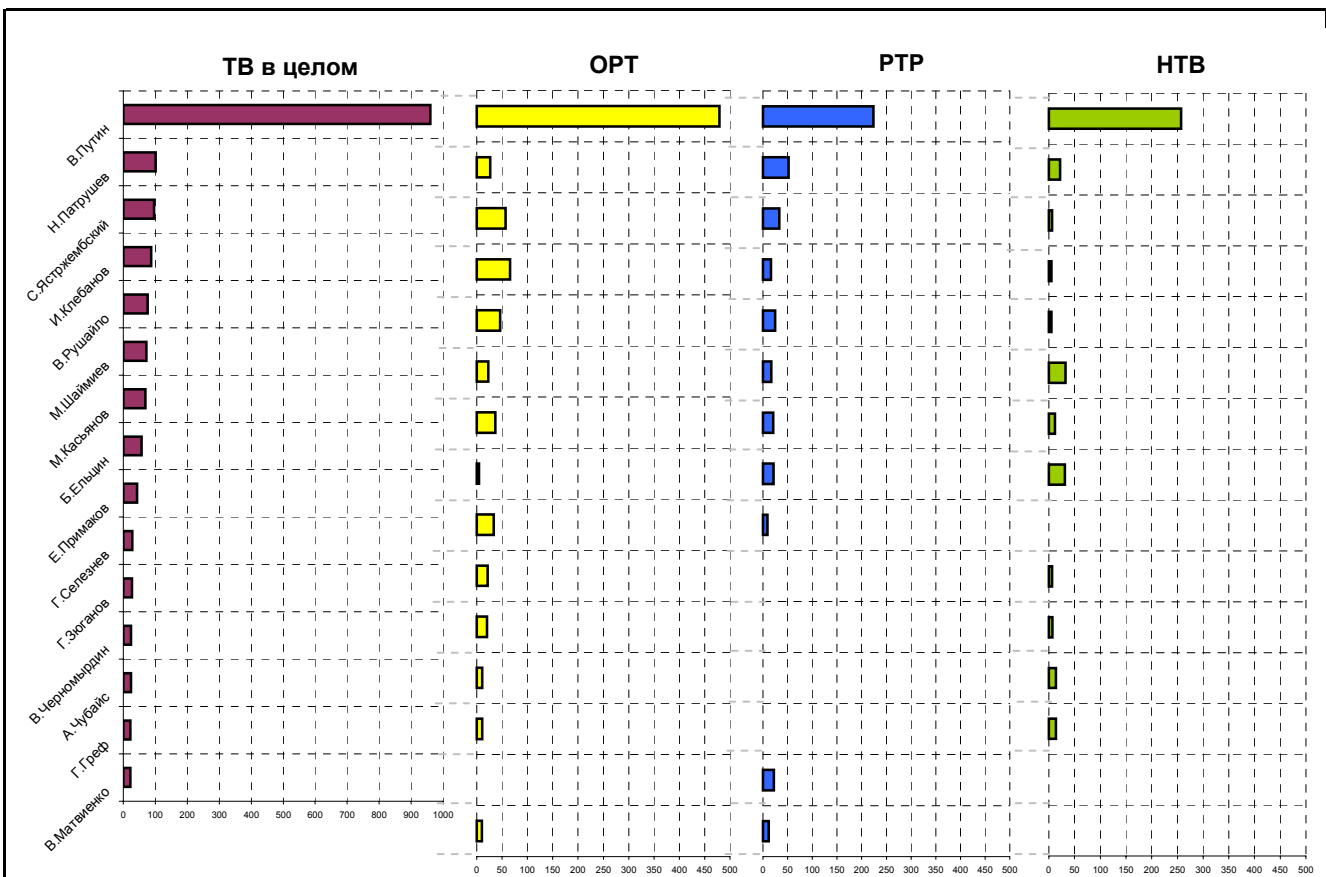 ТВ в целом
ОРТ
РТР
НТВ
В.Путин
Н.Патрушев
С.Ястржембский
И.Клебанов
В.Рушайло
М.Шаймиев
М.Касьянов
Б.Ельцин
Е.Примаков
Г.Селезнев
Г.Зюганов
В.Черномырдин
А.Чубайс
Г.Греф
В.Матвиенко
0 100 200 300 400 500 600 700 800 900 1000
0 50 100 150 200 250 300 350 400 450 500
0 50 100 150 200 250 300 350 400 450 500
0 50 100 150 200 250 300 350 400 450 500